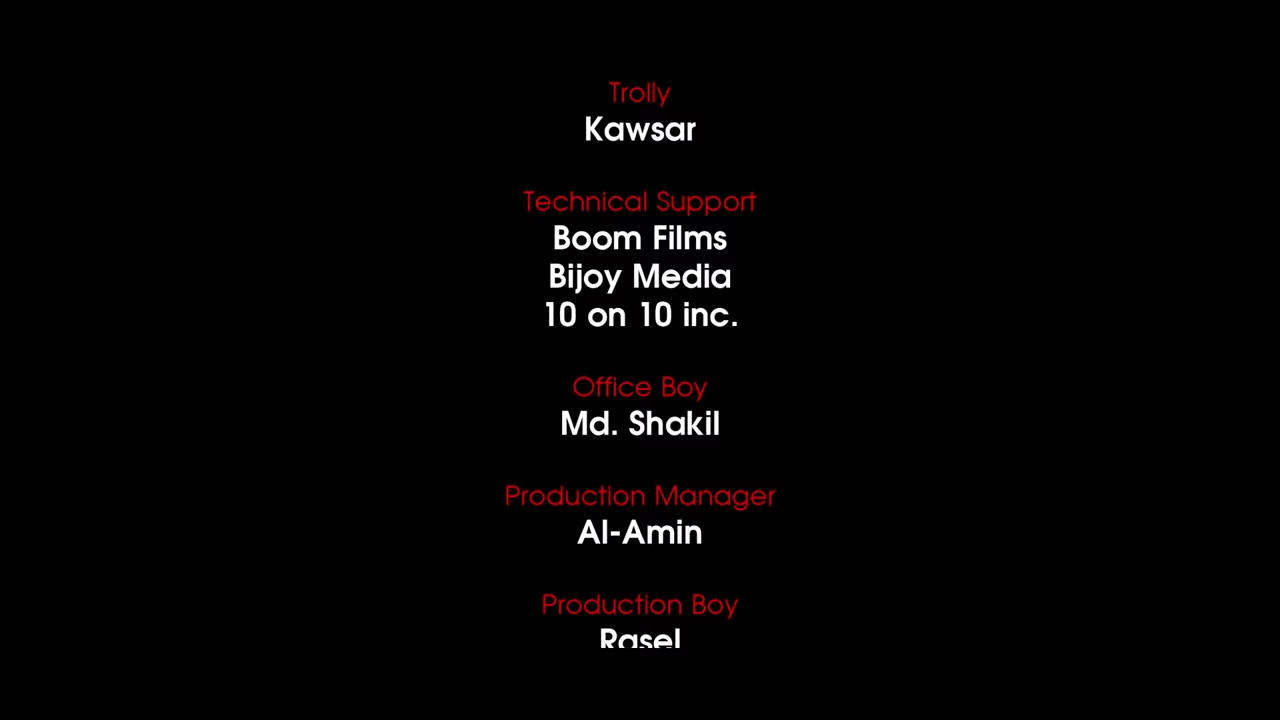 Trolly
Kawsar
Technical Support
Boom Films
Bijoy Media
10 on 10 inc.
Office Boy
Md. Shakil
Production Manager
Al-Amin
Production Boy
Rasel